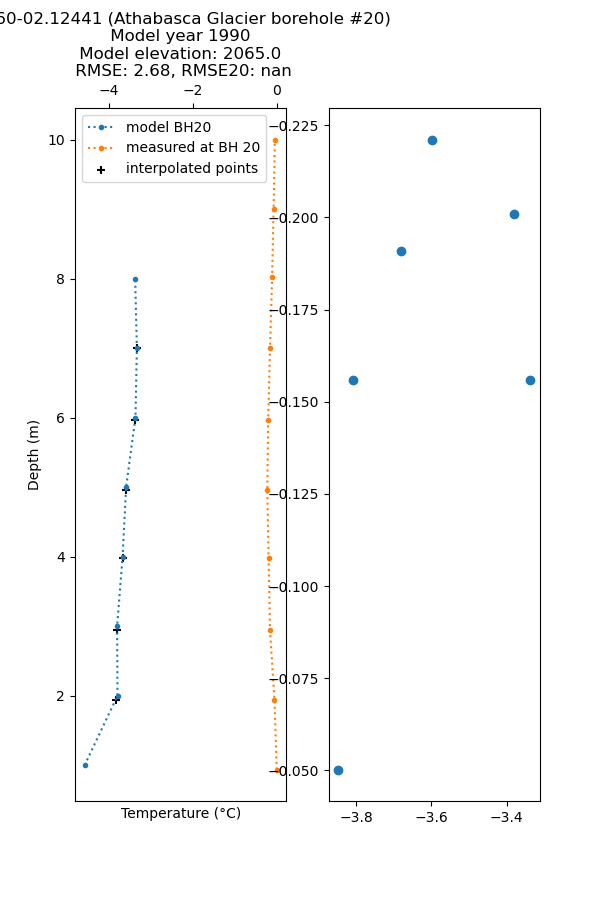 60-02.12441 (Athabasca Glacier borehole #20)
Model year 1990
Model elevation: 2065.0
RMSE: 2.68, RMSE20: nan
−4 −2 0
model BH20
measured at BH 20
interpolated points
10
8
6
4
2
Depth (m)
Temperature (°C)
−0.225
−0.200
−0.175
−0.150
−0.125
−0.100
−0.075
−0.050
−3.8 −3.6 −3.4